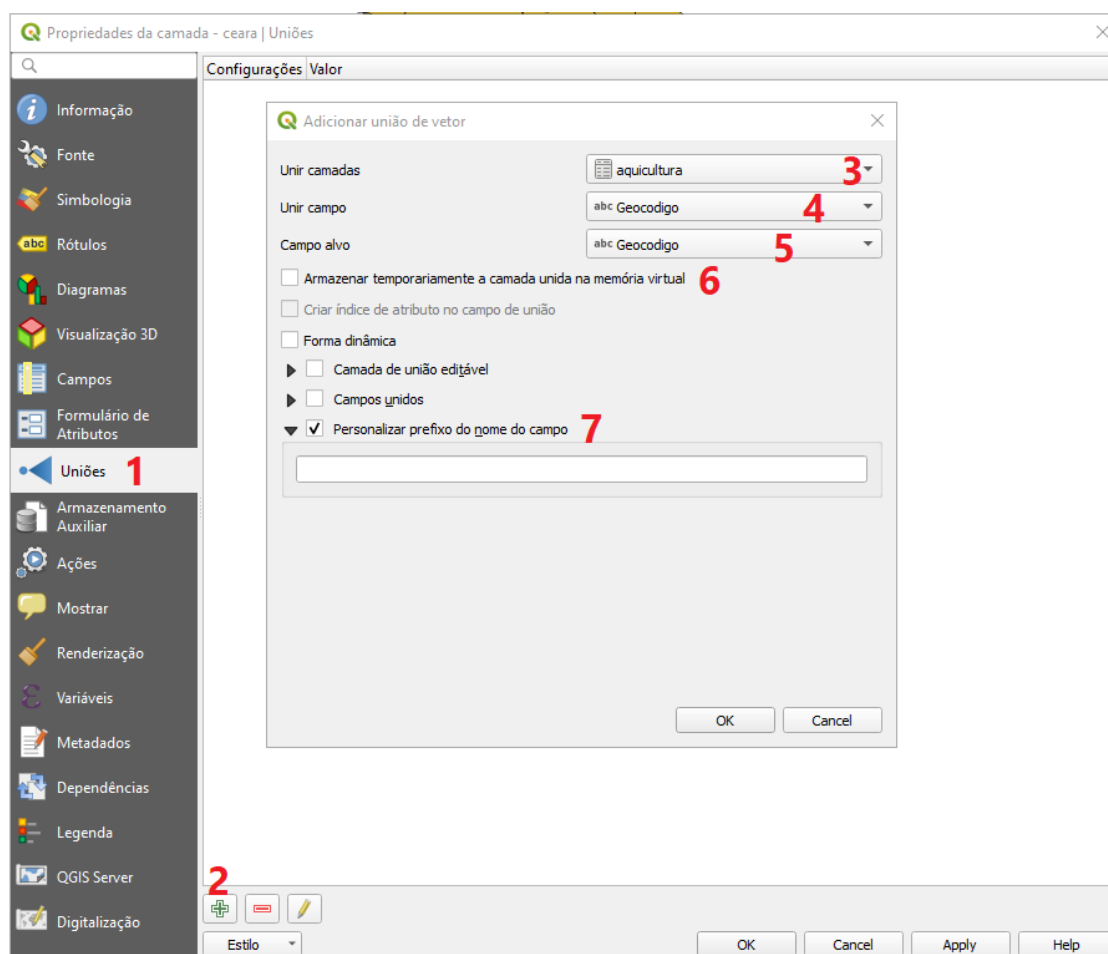 Propriedades da camada - ceara | Uniões
Configurações Valor
Informação
Fonte
Simbologia
abc Rótulos
Diagramas
Visualização 3D
Campos
Formulário de
Atributos
Uniões 1
Armazenamento
Auxiliar
Ações
Mostrar
Renderização
Variáveis
Metadados
Dependências
Legenda
QGIS Server
Digitalização
Adicionar união de vetor
Unir camadas aquicultura 3
Unir campo abc Geocodigo 4
Campo alvo abc Geocodigo 5
Armazenar temporariamente a camada unida na memória virtual 6
Criar índice de atributo no campo de união
Forma dinâmica
Camada de união editável
Campos unidos
Personalizar prefixo do nome do campo 7
OK Cancel
2
Estilo OK Cancel Apply Help